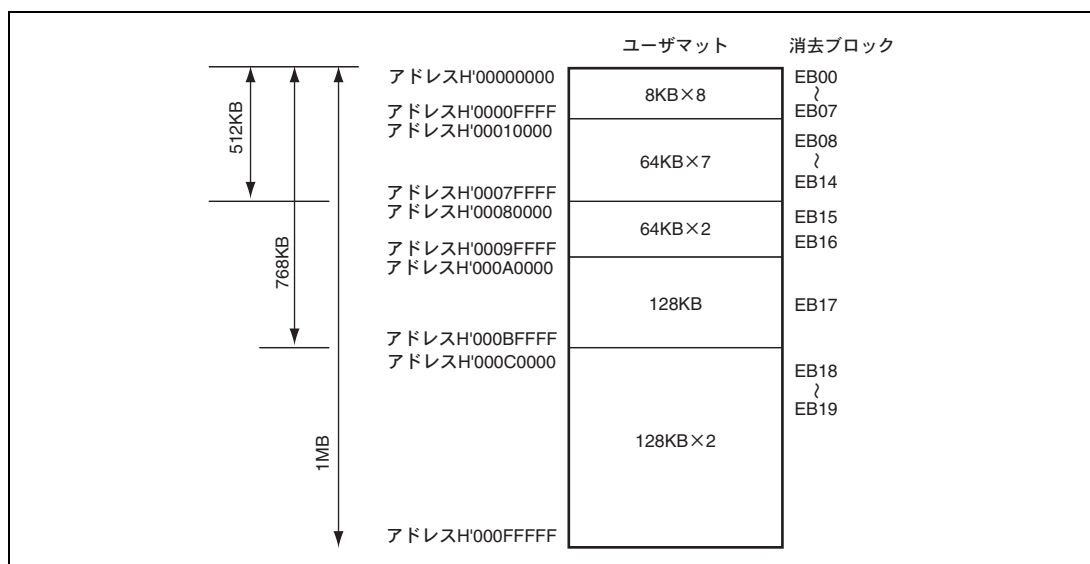 ユーザマット 消去ブロック
アドレスH'00000000
EB00
8KB×8
〜
アドレスH'0000FFFF
EB07
アドレスH'00010000
512KB
EB08
64KB×7
〜
EB14
アドレスH'0007FFFF
アドレスH'00080000
EB15
64KB×2
EB16
アドレスH'0009FFFF
アドレスH'000A0000
768KB
128KB
EB17
アドレスH'000BFFFF
アドレスH'000C0000
EB18
〜
EB19
1MB
128KB×2
アドレスH'000FFFFF